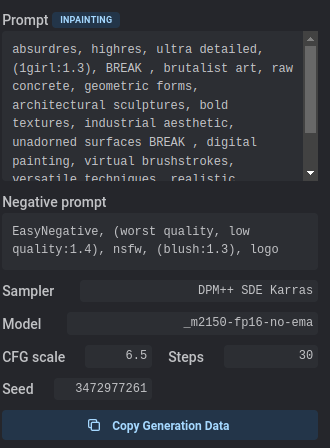 Prompt INPAINTING
absurdres, highres, ultra detailed,
(1girl:1.3), BREAK , brutalist art, raw
concrete, geometric forms,
architectural sculptures, bold
textures, industrial aesthetic,
unadorned surfaces BREAK , digital
painting, virtual brushstrokes,
versatile techniques, realistic
Negative prompt
EasyNegative, (worst quality, low
quality:1.4), nsfw, (blush:1.3), logo
Sampler DPM++ SDE Karras
Model _m2150-fp16-no-ema
CFG scale 6.5 Steps 30
Seed 3472977261
Copy Generation Data